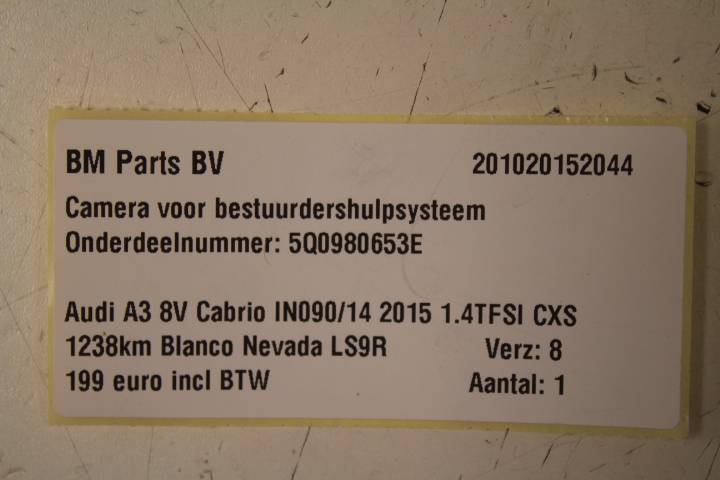 BM Parts BV 201020152044
Camera voor bestuurdershulpsysteem
Onderdeelnummer: 5Q0980653E
Audi A3 8V Cabrio IN090/14 2015 1.4TFSI CXS
1238km Blanco Nevada LS9R Verz: 8
199 euro incl BTW Aantal: 1